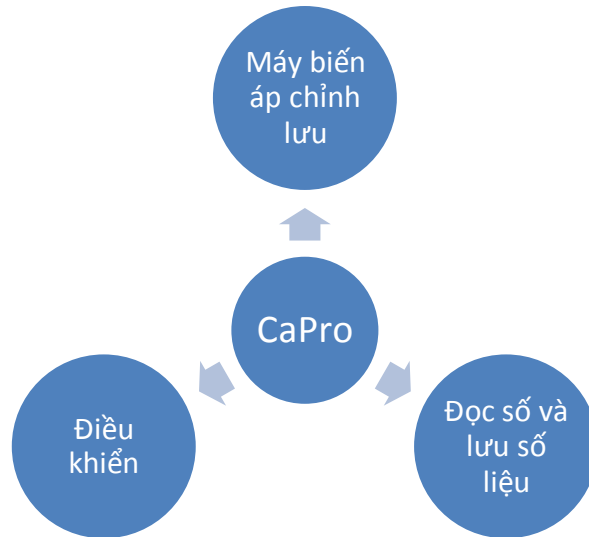 Máy biến
áp chỉnh
lưu
CaPro
Điều
khiển
Đọc số và
lưu số
liệu